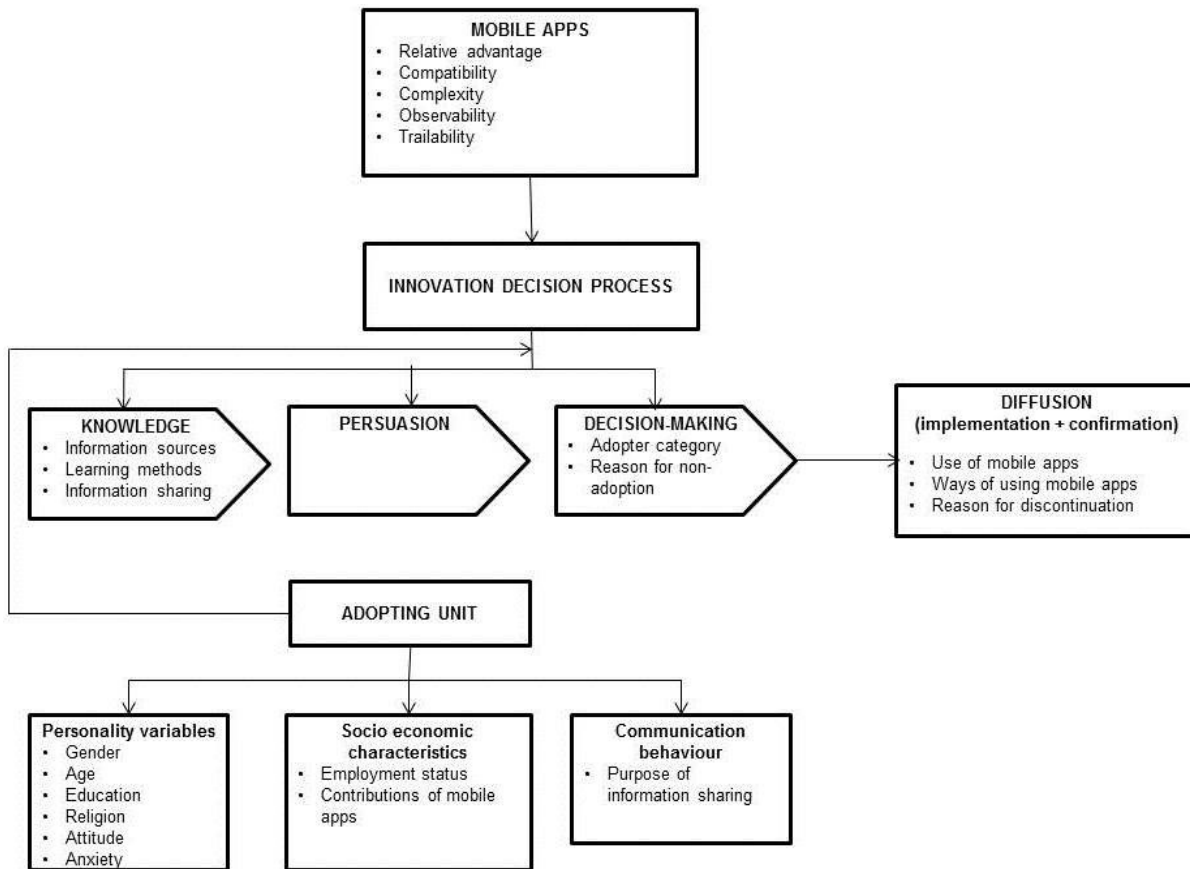 MOBILE APPS
• Relative advantage
• Compatibility
• Complexity
• Observability
• Trailability
INNOVATION DECISION PROCESS
KNOWLEDGE
• Information sources
• Learning methods
• Information sharing
PERSUASION
DECISION-MAKING
• Adopter category
• Reason for non-
adoption
DIFFUSION
(implementation + confirmation)
• Use of mobile apps
• Ways of using mobile apps
• Reason for discontinuation
ADOPTING UNIT
Personality variables
• Gender
• Age
• Education
• Religion
• Attitude
• Anxiety
Socio economic
characteristics
• Employment status
• Contributions of mobile
apps
Communication
behaviour
• Purpose of
information sharing